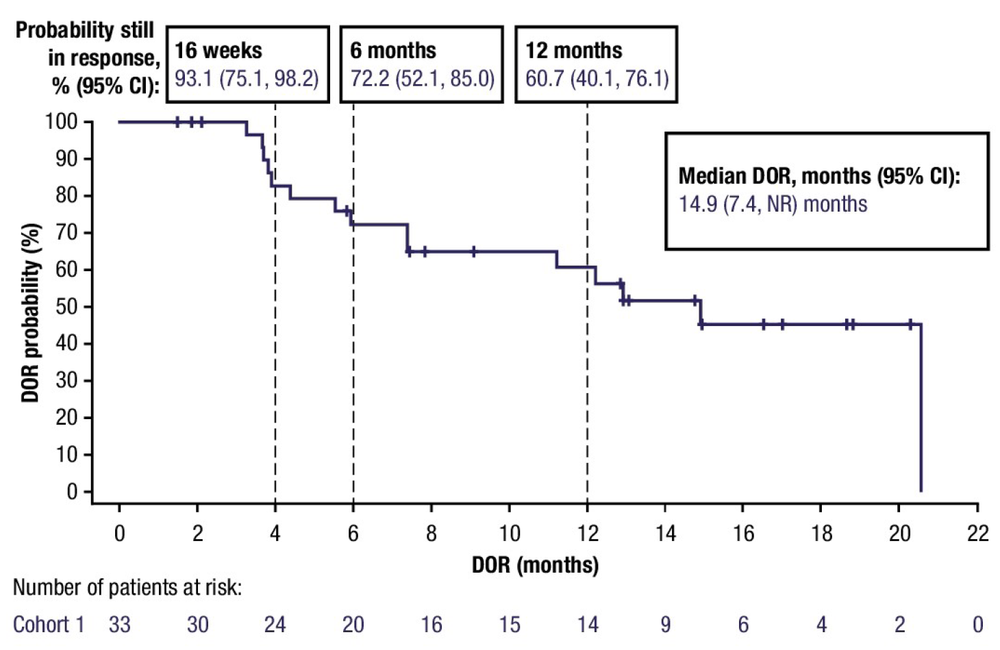 Probability still
in response,
% (95% CI):
16 weeks
93.1 (75.1, 98.2)
6 months
72.2 (52.1, 85.0)
12 months
60.7 (40.1, 76.1)
Median DOR, months (95% CI):
14.9 (7.4, NR) months
DOR probability (%)
100
90
80
70
60
50
40
30
20
10
0
0 2 4 6 8 10 12 14 16 18 20 22
DOR (months)
Number of patients at risk:
Cohort 1 33 30 24 20 16 15 14 9 6 4 2 0